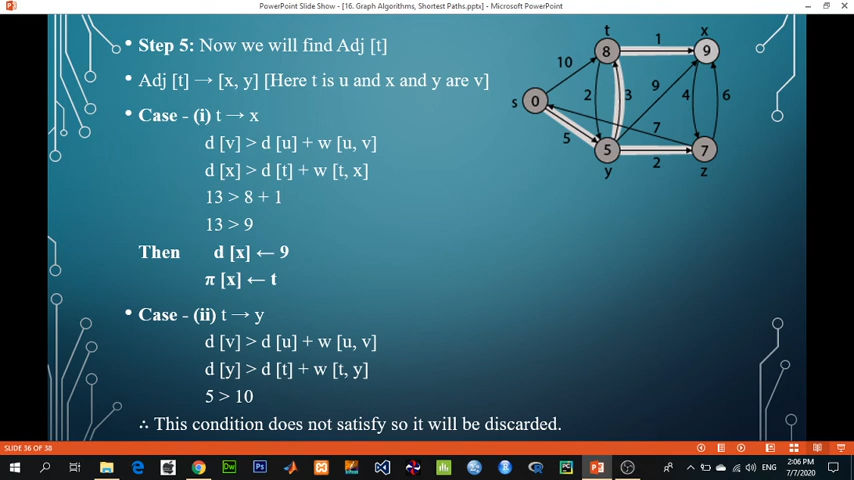 PowerPoint Slide Show - [16. Graph Algorithms, Shortest Paths.pptx] - Microsoft PowerPoint
• Step 5: Now we will find Adj [t]
• Adj [t] → [x, y] [Here t is u and x and y are v]
• Case - (i) t → x
d [v] > d [u] + w [u, v]
d [x] > d [t] + w [t, x]
13 > 8 + 1
13 > 9
Then d [x] ← 9
π [x] ← t
• Case - (ii) t → y
d [v] > d [u] + w [u, v]
d [y] > d [t] + w [t, y]
5 > 10
∴ This condition does not satisfy so it will be discarded.
t
x
8
1
9
10
9
s
0
2
3
4
6
7
5
5
2
7
y
z
SLIDE 36 OF 38
Dw
Ps
R
PC
ENG
2:06 PM
7/7/2020